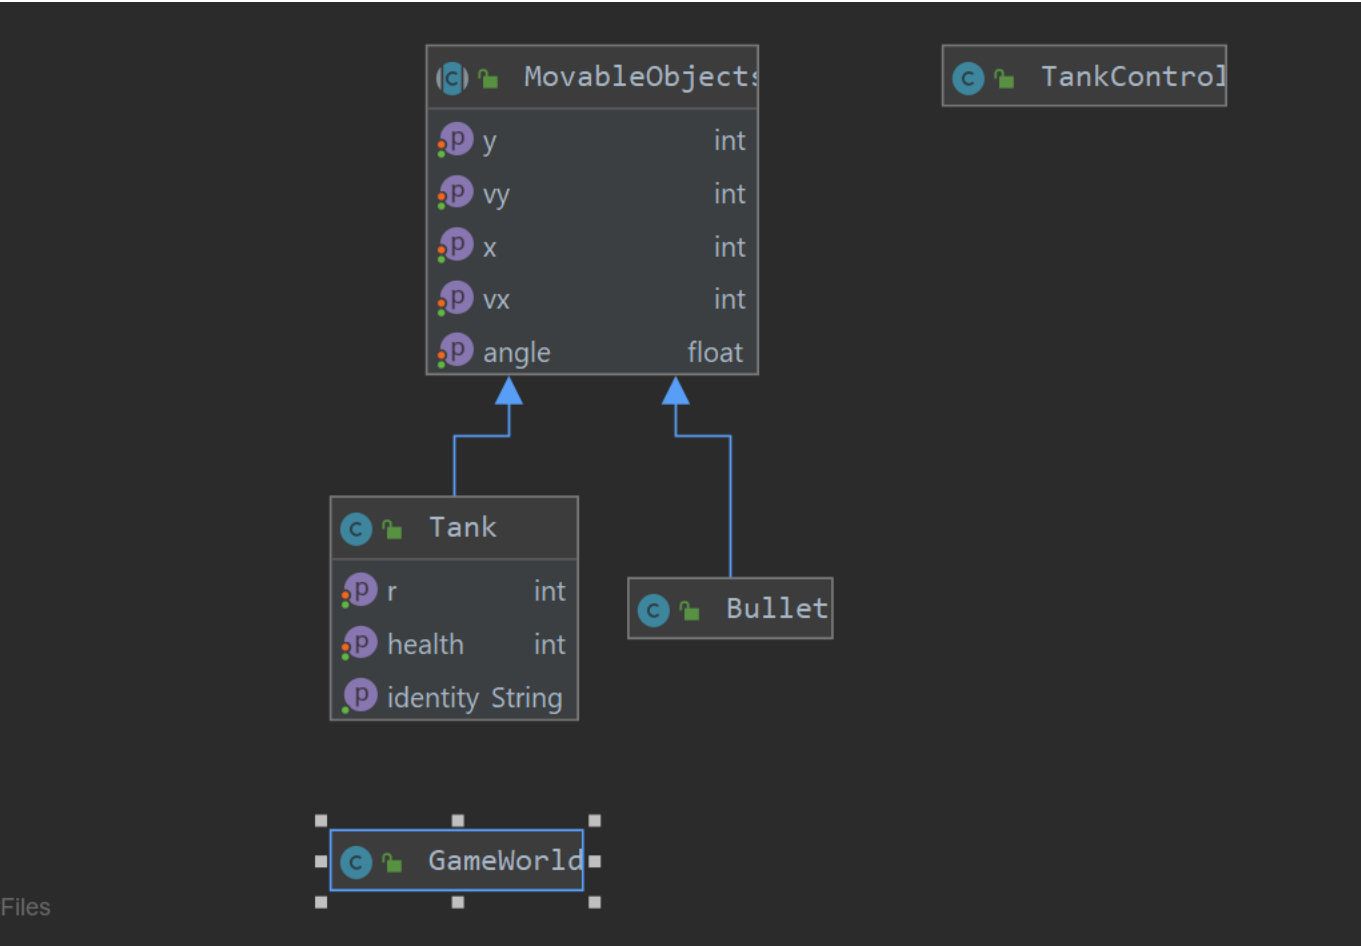 MovableObjects
y int
vy int
x int
vx int
angle float
TankControl
Tank
r int
health int
identity String
Bullet
GameWorld
Files